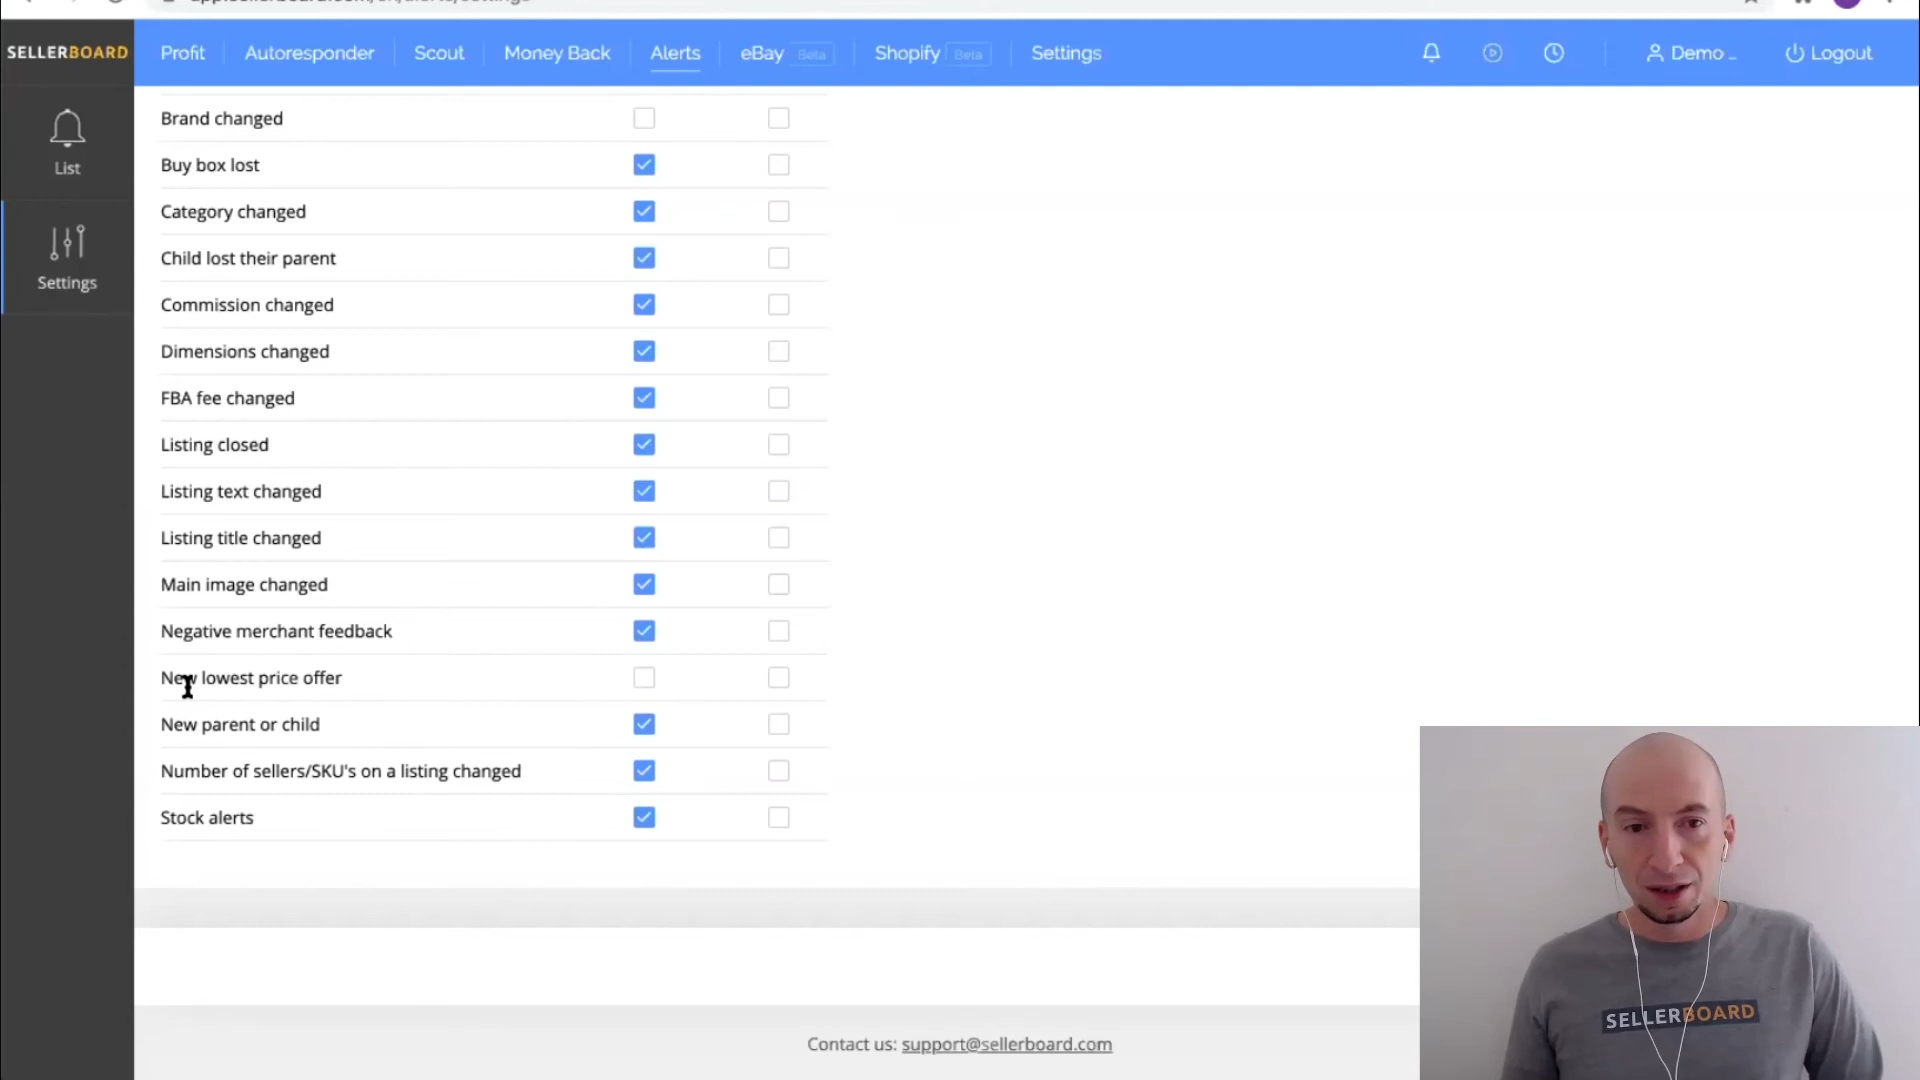 SELLERBOARD
Profit
Autoresponder
Scout
Money Back
Alerts
eBay Beta
Shopify Beta
Settings
Demo ..
Logout
List
Settings
Brand changed
Buy box lost
Category changed
Child lost their parent
Commission changed
Dimensions changed
FBA fee changed
Listing closed
Listing text changed
Listing title changed
Main image changed
Negative merchant feedback
New lowest price offer
New parent or child
Number of sellers/SKU's on a listing changed
Stock alerts
Contact us: support@sellerboard.com
SELLERBOARD